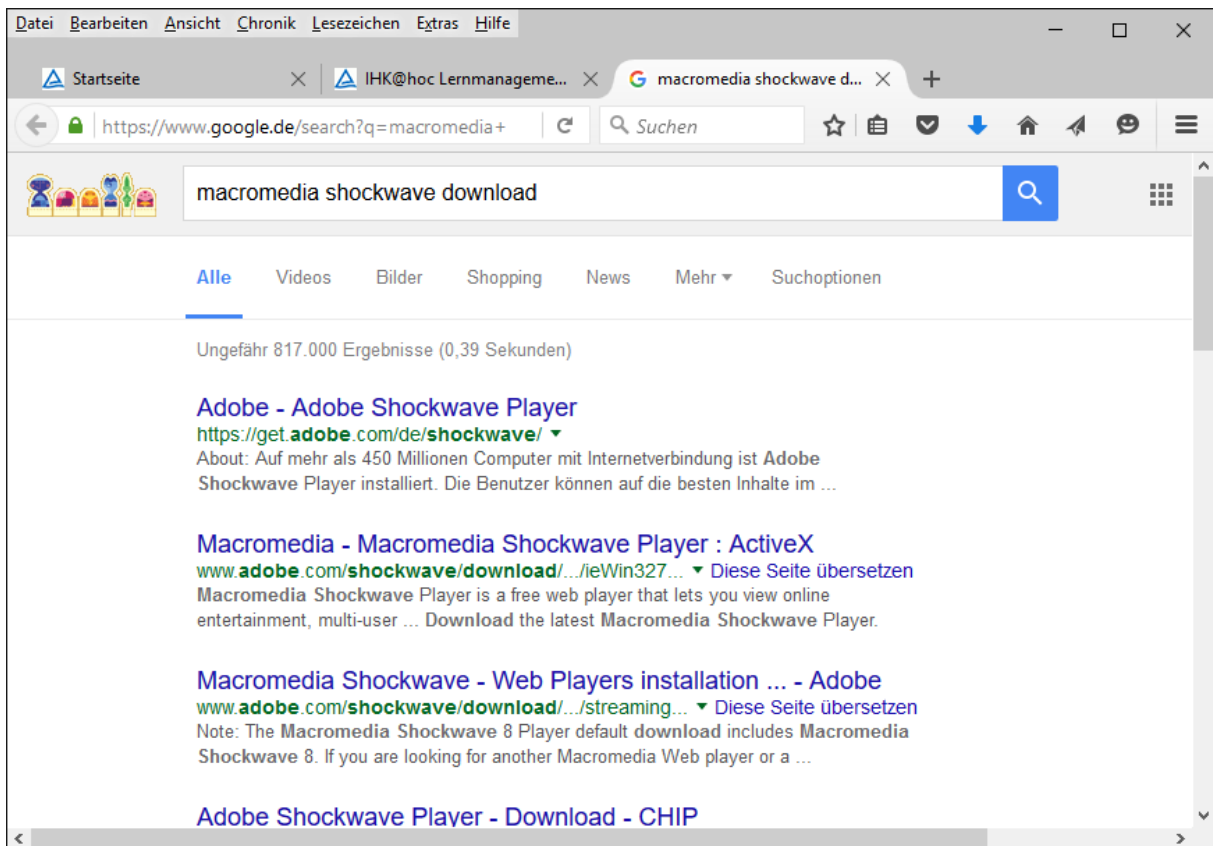 Datei Bearbeiten Ansicht Chronik Lesezeichen Extras Hilfe
Startseite IHK@hoc Lernmanageme... macromedia shockwave d...
https://www.google.de/search?q=macromedia+ Suchen
macromedia shockwave download
Alle Videos Bilder Shopping News Mehr Suchoptionen
Ungefähr 817.000 Ergebnisse (0,39 Sekunden)
Adobe - Adobe Shockwave Player
https://get.adobe.com/de/shockwave/
About: Auf mehr als 450 Millionen Computer mit Internetverbindung ist Adobe
Shockwave Player installiert. Die Benutzer können auf die besten Inhalte im ...
Macromedia - Macromedia Shockwave Player : ActiveX
www.adobe.com/shockwave/download/.../ieWin327... Diese Seite übersetzen
Macromedia Shockwave Player is a free web player that lets you view online
entertainment, multi-user ... Download the latest Macromedia Shockwave Player.
Macromedia Shockwave - Web Players installation ... - Adobe
www.adobe.com/shockwave/download/.../streaming... Diese Seite übersetzen
Note: The Macromedia Shockwave 8 Player default download includes Macromedia
Shockwave 8. If you are looking for another Macromedia Web player or a ...
Adobe Shockwave Player - Download - CHIP